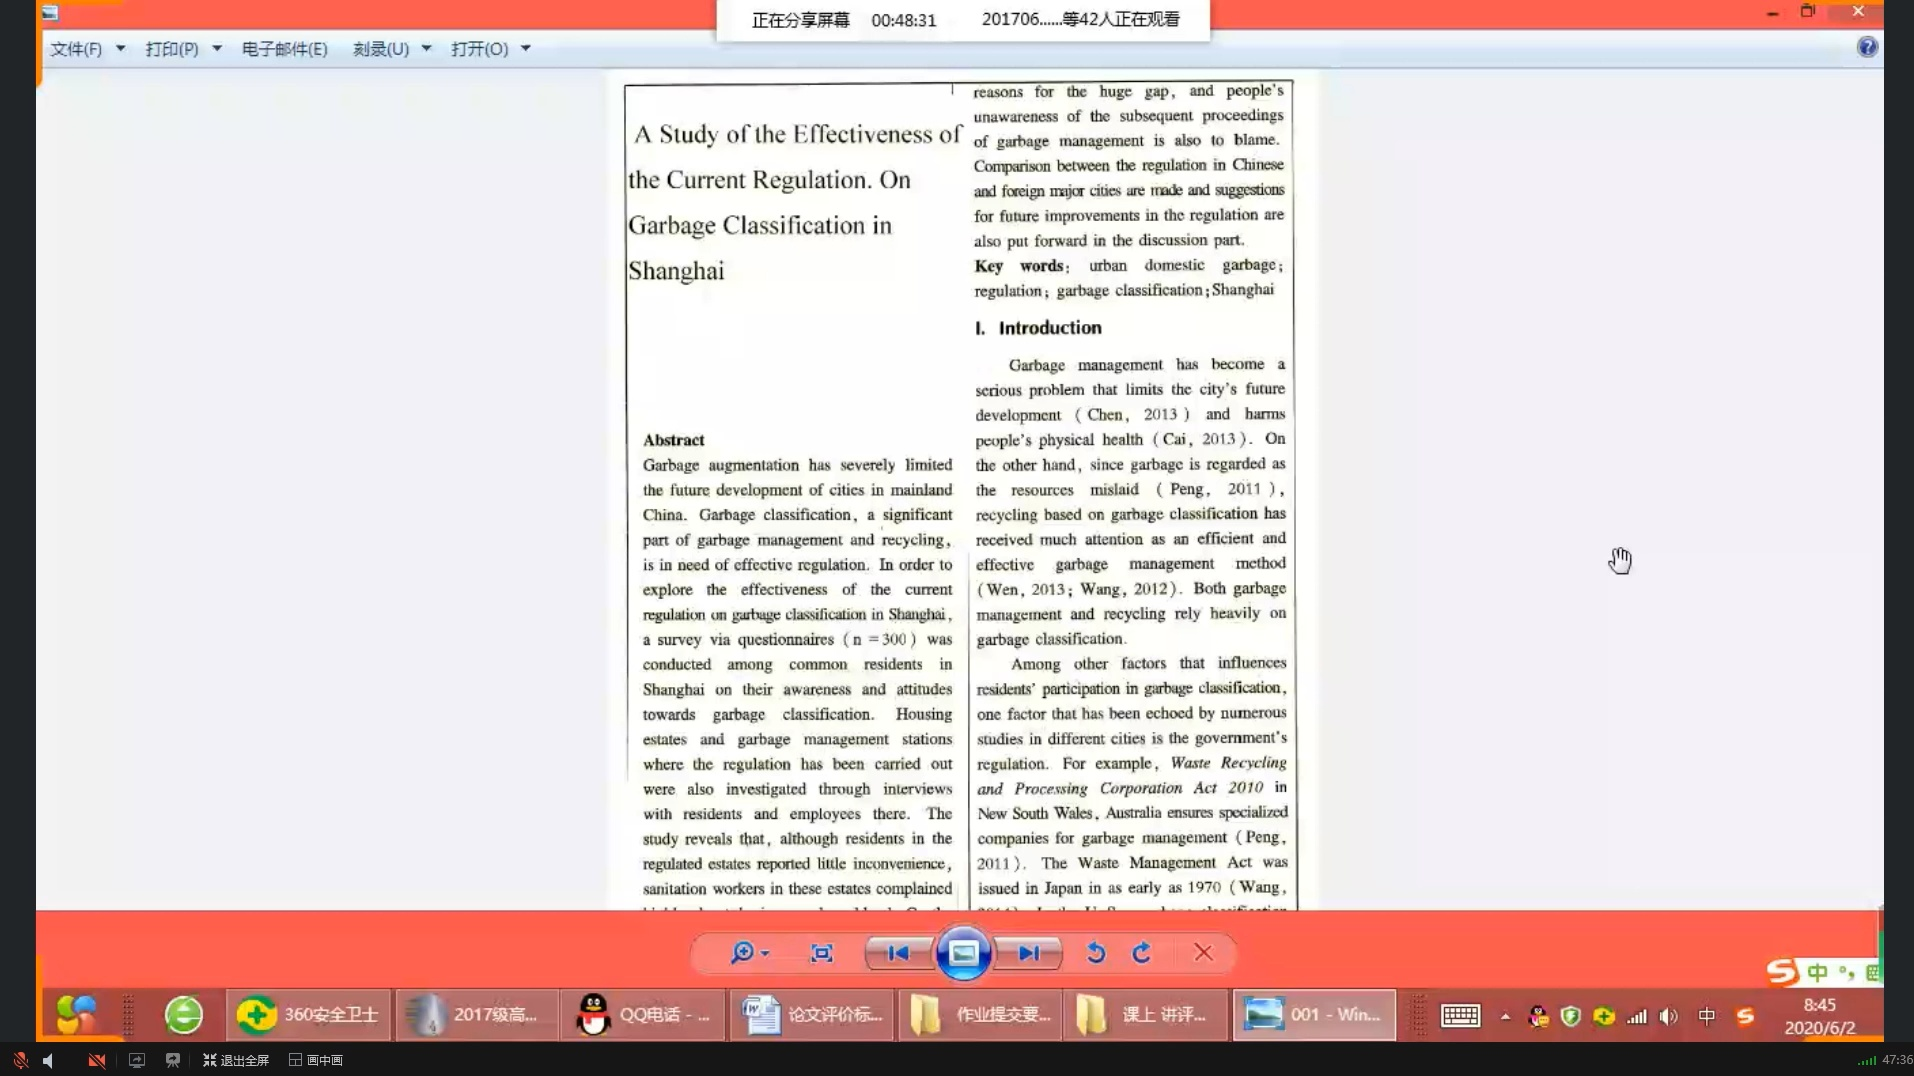 正在分享屏幕 00:48:31 201706......等42人正在观看
文件(F) 打印(P) 电子邮件(E) 刻录(U) 打开(O)
A Study of the Effectiveness of
the Current Regulation. On
Garbage Classification in
Shanghai
Abstract
Garbage augmentation has severely limited
the future development of cities in mainland
China. Garbage classification, a significant
part of garbage management and recycling,
is in need of effective regulation. In order to
explore the effectiveness of the current
regulation on garbage classification in Shanghai,
a survey via questionnaires (n =300) was
conducted among common residents in
Shanghai on their awareness and attitudes
towards garbage classification. Housing
estates and garbage management stations
where the regulation has been carried out
were also investigated through interviews
with residents and employees there. The
study reveals that, although residents in the
regulated estates reported little inconvenience,
sanitation workers in these estates complained
reasons for the huge gap, and people's
unawareness of the subsequent proceedings
of garbage management is also to blame.
Comparison between the regulation in Chinese
and foreign major cities are made and suggestions
for future improvements in the regulation are
also put forward in the discussion part.
Key words: urban domestic garbage;
regulation; garbage classification;Shanghai
I. Introduction
Garbage management has become a
serious problem that limits the city's future
development (Chen, 2013) and harms
people's physical health (Cai, 2013). On
the other hand, since garbage is regarded as
the resources mislaid (Peng, 2011),
recycling based on garbage classification has
received much attention as an efficient and
effective garbage management method
(Wen, 2013; Wang, 2012). Both garbage
management and recycling rely heavily on
garbage classification.
Among other factors that influences
residents' participation in garbage classification,
one factor that has been echoed by numerous
studies in different cities is the government's
regulation. For example, Waste Recycling
and Processing Corporation Act 2010 in
New South Wales, Australia ensures specialized
companies for garbage management (Peng,
2011). The Waste Management Act was
issued in Japan in as early as 1970 (Wang,
中
360安全卫士 2017级高... QQ电话 - ... 论文评价标... 作业提交要... 课上 讲评... 001 - Win... 中
8:45
2020/6/2
退出全屏 画中画 47:36